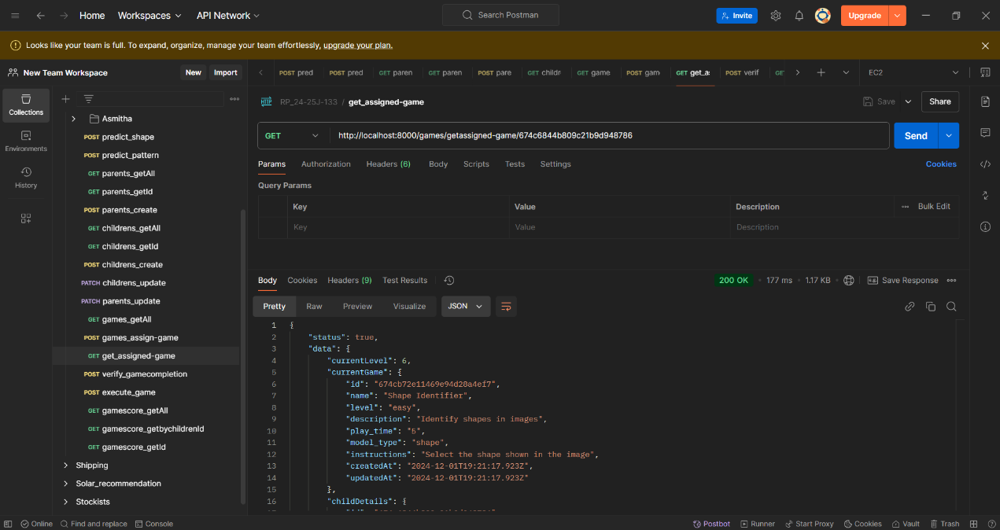 Home Workspaces API Network Search Postman Invite Upgrade
Looks like your team is full. To expand, organize, manage your team effortlessly, upgrade your plan.
New Team Workspace New Import
POST pred POST pred GET paren GET paren POST pare GET childr GET game POST gam GET get_as POST verif GET EC2
Collections
Environments
History
Asmitha
POST predict_shape
POST predict_pattern
GET parents_getAll
GET parents_getId
POST parents_create
GET childrens_getAll
GET childrens_getId
POST childrens_create
PATCH childrens_update
PATCH parents_update
GET games_getAll
POST games_assign-game
GET get_assigned-game
POST verify_gamecompletion
POST execute_game
GET gamescore_getAll
GET gamescore_getbychildrenId
GET gamescore_getId
Shipping
Solar_recommendation
Stockists
HTTP RP_24-25J-133 / get_assigned-game Save Share
GET http://localhost:8000/games/getassigned-game/674c6844b809c21b9d948786 Send
Params Authorization Headers (6) Body Scripts Tests Settings Cookies
Query Params
Key Value Description Bulk Edit
Key Value Description
Body Cookies Headers (9) Test Results 200 OK 177 ms 1.17 KB Save Response
Pretty Raw Preview Visualize JSON
1 {
2 "status": true,
3 "data": {
4 "currentLevel": 6,
5 "currentGame": {
6 "id": "674cb72e11469e94d28a4ef7",
7 "name": "Shape Identifier",
8 "level": "easy",
9 "description": "Identify shapes in images",
10 "play_time": "5",
11 "model_type": "shape",
12 "instructions": "Select the shape shown in the image",
13 "createdAt": "2024-12-01T19:21:17.923Z",
14 "updatedAt": "2024-12-01T19:21:17.923Z"
15 },
16 "childDetails": {
Online Find and replace Console Postbot Runner Start Proxy Cookies Vault Trash